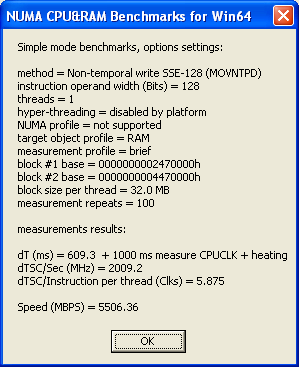 NUMA CPU&RAM Benchmarks for Win64
Simple mode benchmarks, options settings:
method = Non-temporal write SSE-128 (MOVNTPD)
instruction operand width (Bits) = 128
threads = 1
hyper-threading = disabled by platform
NUMA profile = not supported
target object profile = RAM
measurement profile = brief
block #1 base = 0000000002470000h
block #2 base = 0000000004470000h
block size per thread = 32.0 MB
measurement repeats = 100
measurements results:
dT (ms) = 609.3 + 1000 ms measure CPUCLK + heating
dTSC/Sec (MHz) = 2009.2
dTSC/Instruction per thread (Clks) = 5.875
Speed (MBPS) = 5506.36
OK